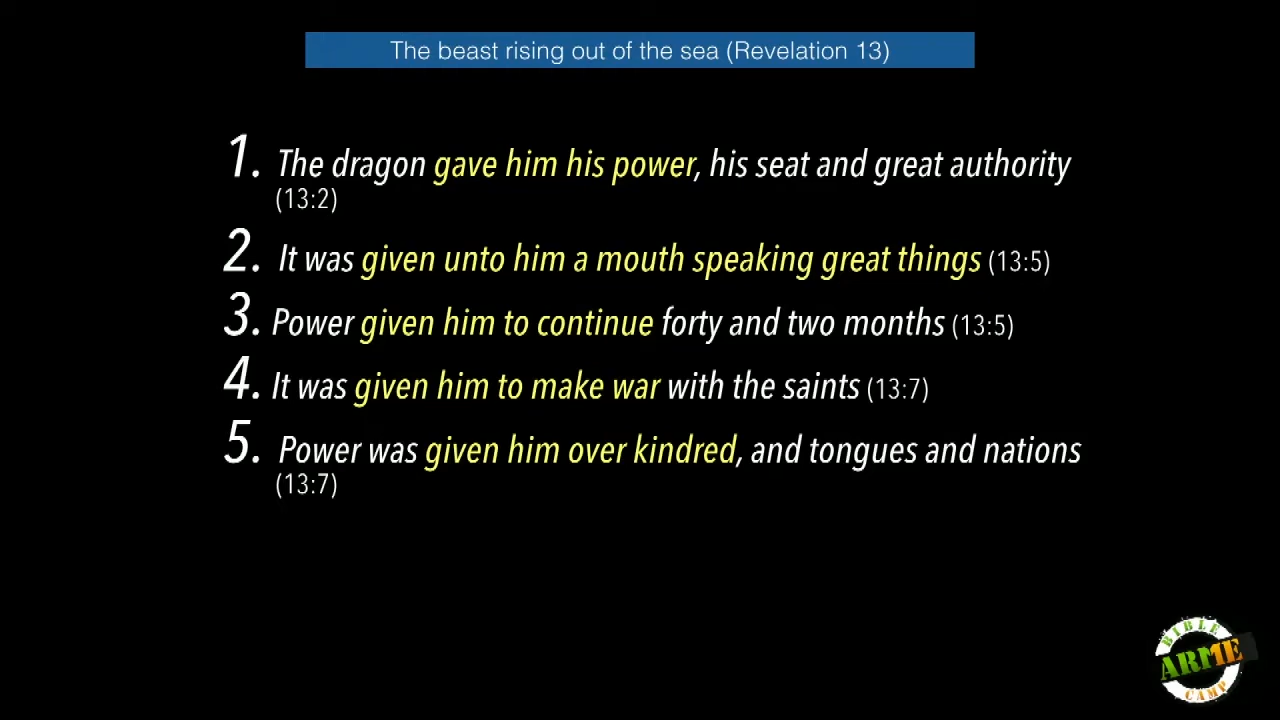 The beast rising out of the sea (Revelation 13)
1. The dragon gave him his power, his seat and great authority
(13:2)
2. It was given unto him a mouth speaking great things (13:5)
3. Power given him to continue forty and two months (13:5)
4. It was given him to make war with the saints (13:7)
5. Power was given him over kindred, and tongues and nations
(13:7)
BIBLE
ARME
CAMP